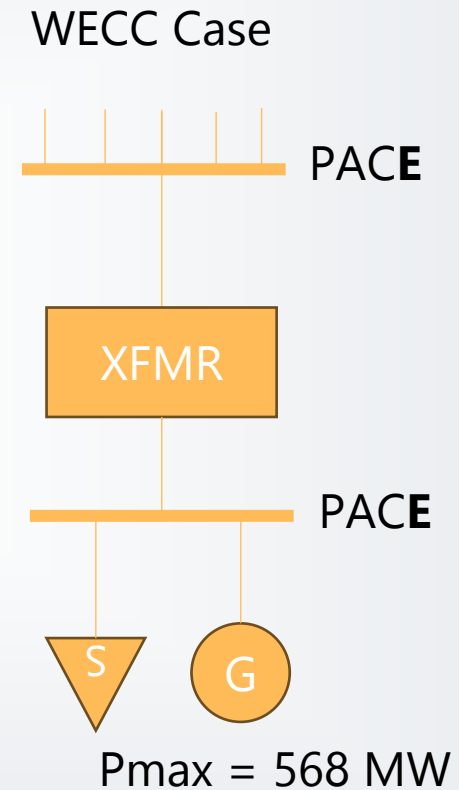 WECC Case
PACE
XFMR
PACE
S
G
Pmax = 568 MW